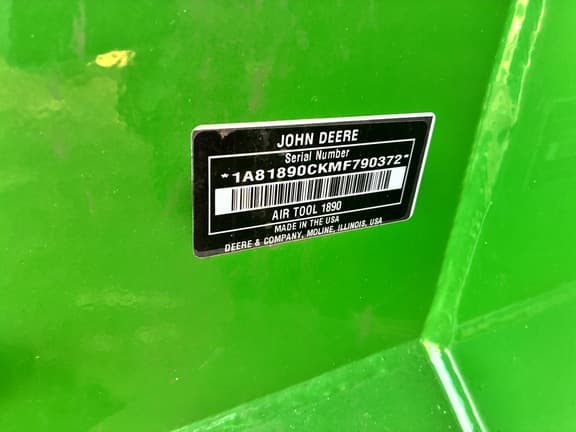 JOHN DEERE
Serial Number
*1A81890CKMF790372*
AIR TOOL 1890
MADE IN THE USA
DEERE & COMPANY, MOLINE, ILLINOIS, USA